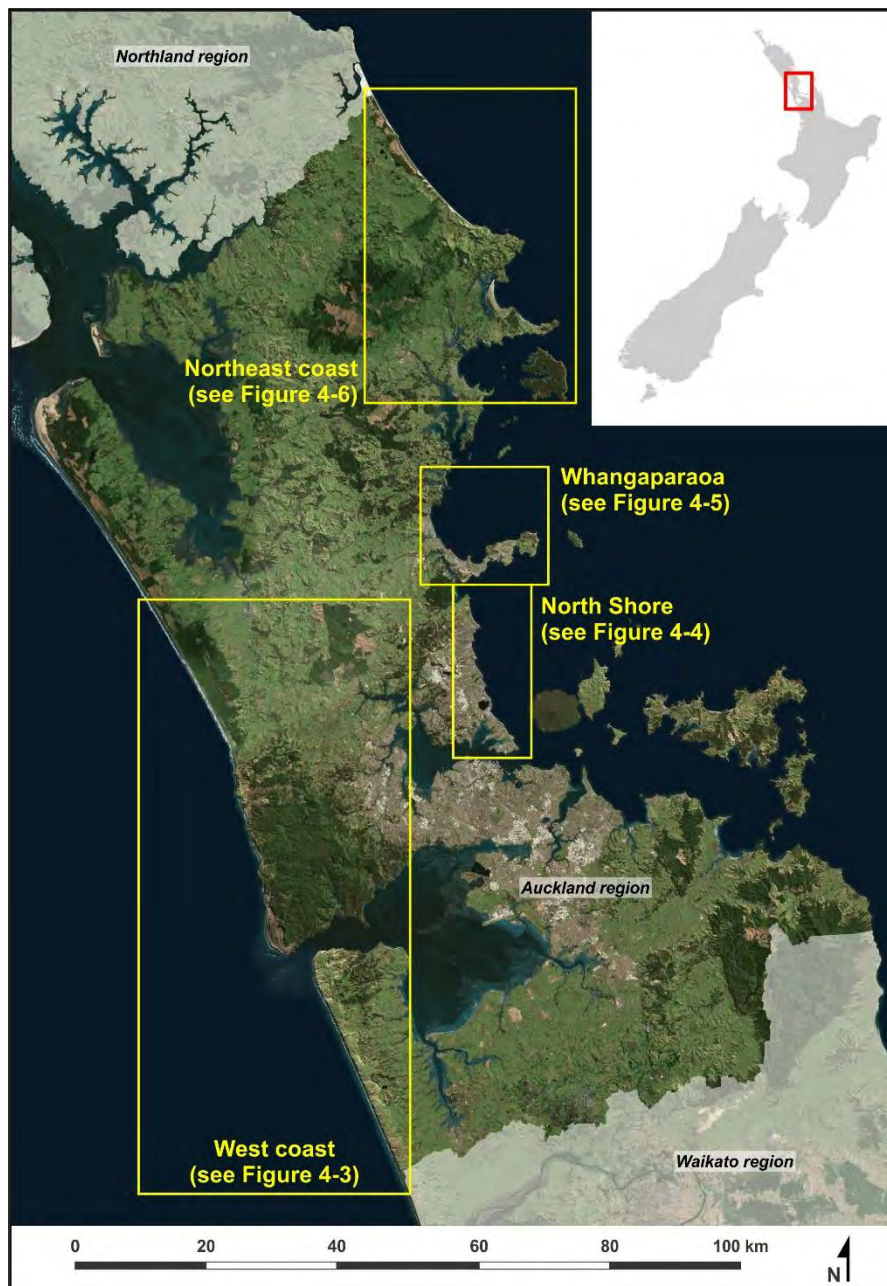 Northland region
Northeast coast
(see Figure 4-6)
Whangaparaoa
(see Figure 4-5)
North Shore
(see Figure 4-4)
Auckland region
West coast
(see Figure 4-3)
Waikato region
0 20 40 60 80 100 km
N